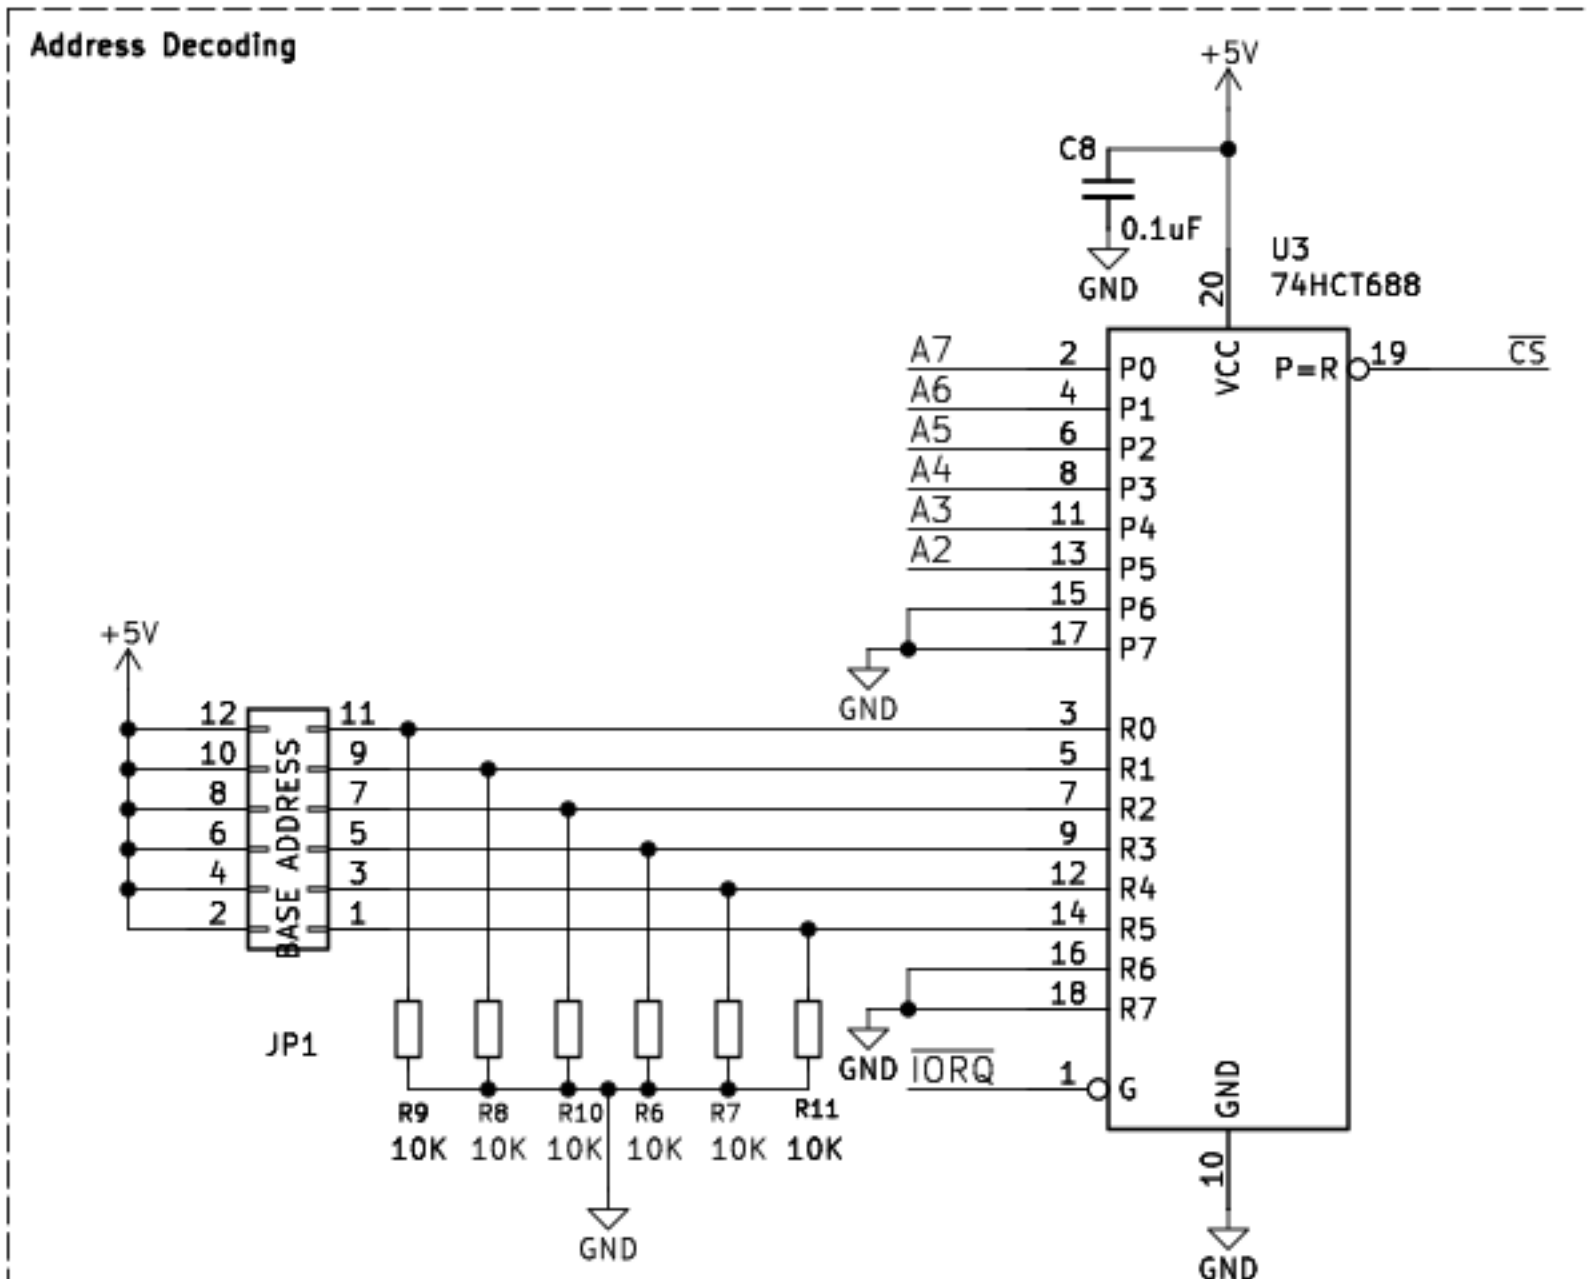 Address Decoding
+5V
C8
0.1uF
GND
U3
74HCT688
20
VCC
A7 2 P0
P=R 19 CS
A6 4 P1
A5 6 P2
A4 8 P3
A3 11 P4
A2 13 P5
15 P6
17 P7
GND
+5V
12 11 3 R0
10 9 5 R1
8 7 7 R2
6 5 9 R3
4 3 12 R4
2 1 14 R5
BASE ADDRESS
16 R6
18 R7
GND
JP1
IORQ 1 G
GND
R9 R8 R10 R6 R7 R11
10K 10K 10K 10K 10K 10K
10
GND
GND